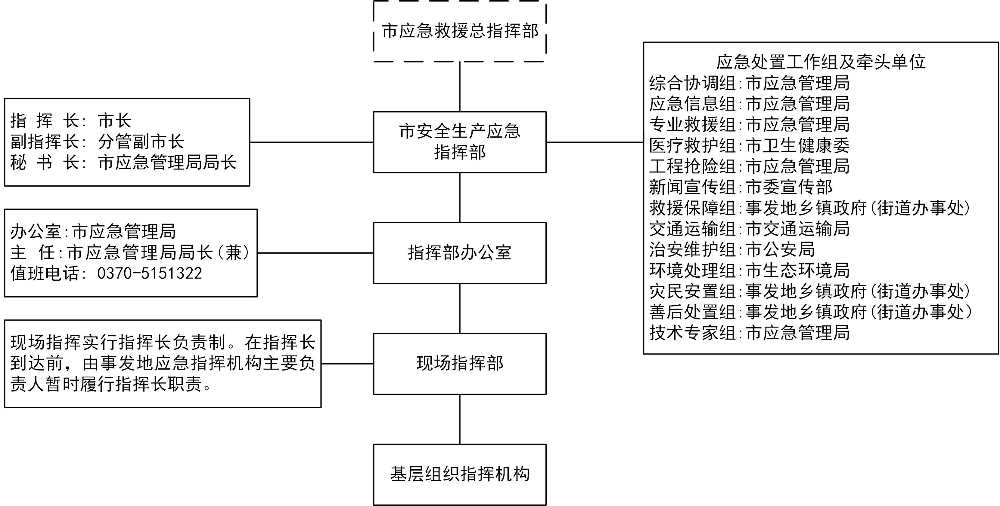 市应急救援总指挥部
指 挥 长: 市长
副指挥长: 分管副市长
秘 书 长: 市应急管理局局长
市安全生产应急
指挥部
应急处置工作组及牵头单位
综合协调组:市应急管理局
应急信息组:市应急管理局
专业救援组:市应急管理局
医疗救护组:市卫生健康委
工程抢险组:市应急管理局
新闻宣传组:市委宣传部
救援保障组:事发地乡镇政府(街道办事处)
交通运输组:市交通运输局
治安维护组:市公安局
环境处理组:市生态环境局
灾民安置组:事发地乡镇政府(街道办事处)
善后处置组:事发地乡镇政府(街道办事处）
技术专家组:市应急管理局
办公室:市应急管理局
主 任:市应急管理局局长(兼)
值班电话: 0370-5151322
指挥部办公室
现场指挥实行指挥长负责制。在指挥长
到达前，由事发地应急指挥机构主要负
责人暂时履行指挥长职责。
现场指挥部
基层组织指挥机构